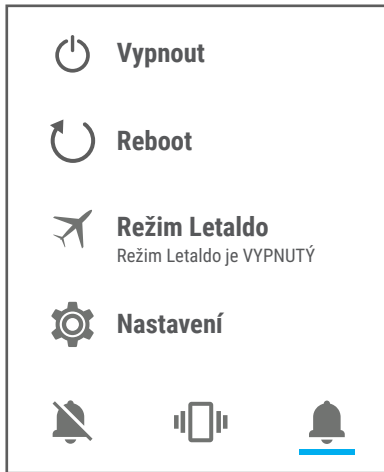 Vypnout
Reboot
Režim Letaldo
Režim Letaldo je VYPNUTÝ
Nastavení